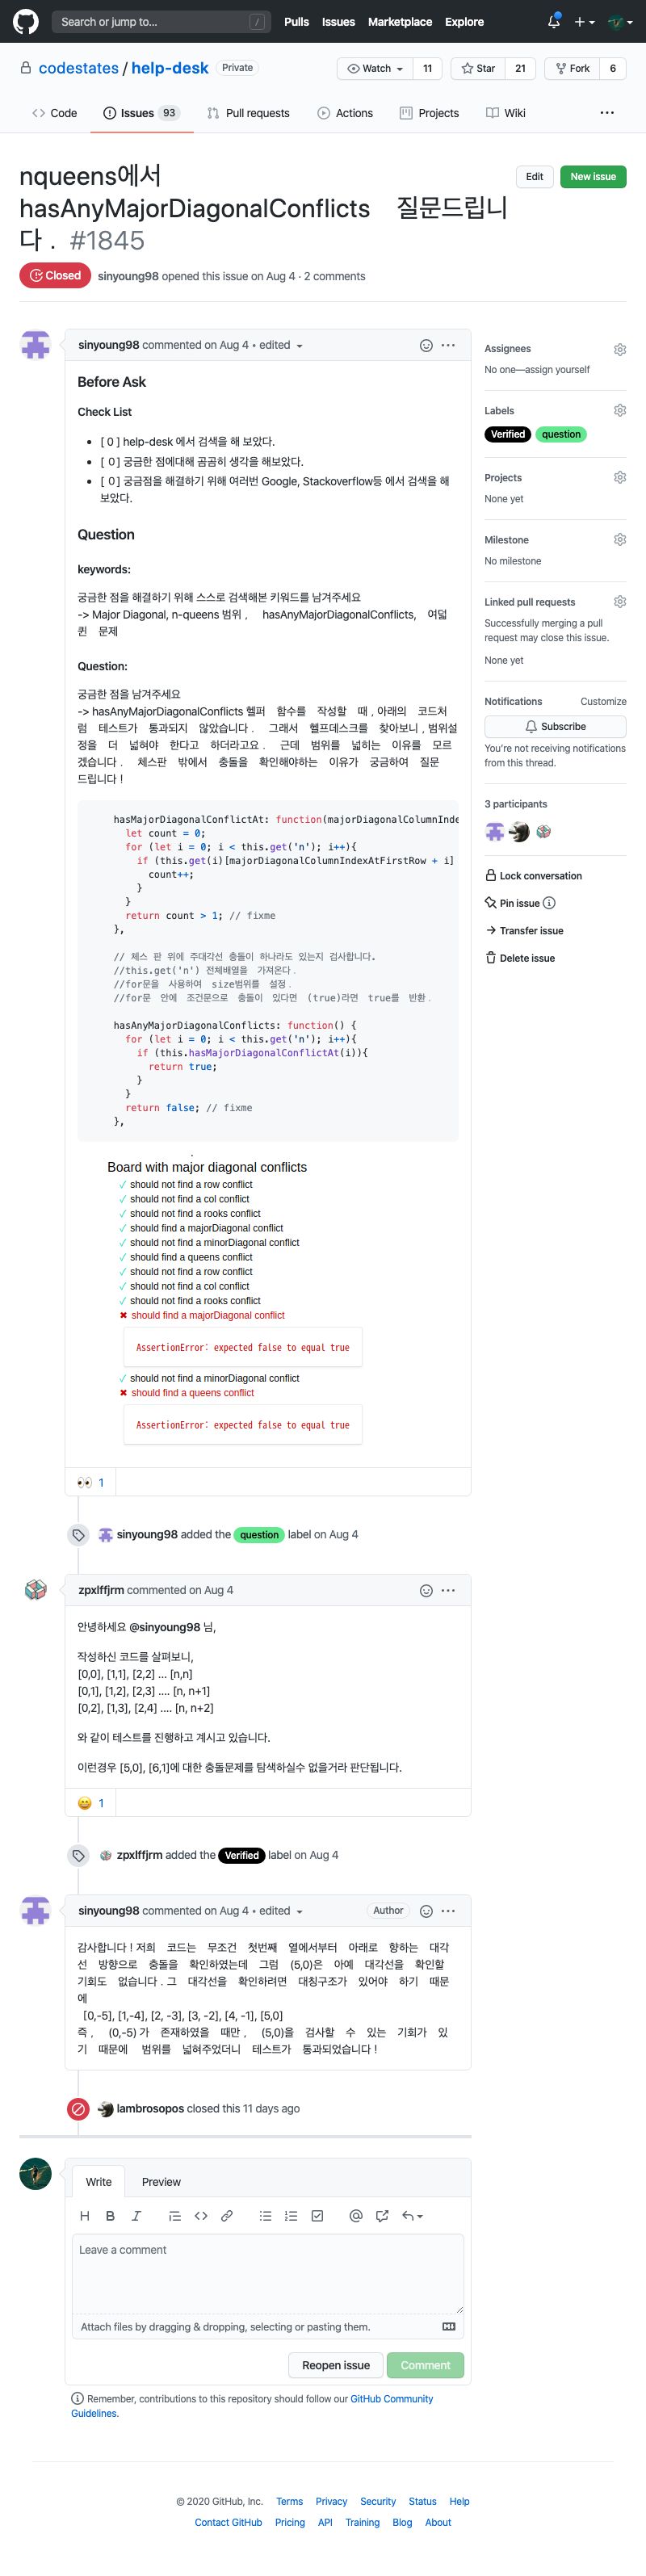 Search or jump to...
/
Pulls Issues Marketplace Explore
codestates / help-desk Private
Watch 11 Star 21 Fork 6
Code Issues 93 Pull requests Actions Projects Wiki ···
nqueens에서
hasAnyMajorDiagonalConflicts 질문드립니
다 . #1845
Edit New issue
Closed sinyoung98 opened this issue on Aug 4 · 2 comments
sinyoung98 commented on Aug 4 • edited
Before Ask
Check List
• [ 0 ] help-desk 에서 검색을 해 보았다.
• [ 0 ] 궁금한 점에대해 곰곰히 생각을 해보았다.
• [ 0 ] 궁금점을 해결하기 위해 여러번 Google, Stackoverflow등 에서 검색을 해
보았다.
Question
keywords:
궁금한 점을 해결하기 위해 스스로 검색해본 키워드를 남겨주세요
-> Major Diagonal, n-queens 범위 , hasAnyMajorDiagonalConflicts, 여덟
퀸 문제
Question:
궁금한 점을 남겨주세요
-> hasAnyMajorDiagonalConflicts 헬퍼 함수를 작성할 때 , 아래의 코드처
럼 테스트가 통과되지 않았습니다 . 그래서 헬프데스크를 찾아보니 , 범위설
정을 더 넓혀야 한다고 하더라고요 . 근데 범위를 넓히는 이유를 모르
겠습니다 . 체스판 밖에서 충돌을 확인해야하는 이유가 궁금하여 질문
드립니다 !
hasMajorDiagonalConflictAt: function(majorDiagonalColumnInde
let count = 0;
for (let i = 0; i < this.get('n'); i++){
if (this.get(i)[majorDiagonalColumnIndexAtFirstRow + i]
count++;
}
}
return count > 1; // fixme
},
// 체스 판 위에 주대각선 충돌이 하나라도 있는지 검사합니다.
//this.get('n') 전체배열을 가져온다 .
//for문을 사용하여 size범위를 설정 .
//for문 안에 조건문으로 충돌이 있다면 (true)라면 true를 반환 .
hasAnyMajorDiagonalConflicts: function() {
for (let i = 0; i < this.get('n'); i++){
if (this.hasMajorDiagonalConflictAt(i)){
return true;
}
}
return false; // fixme
},
Board with major diagonal conflicts
✓ should not find a row conflict
✓ should not find a col conflict
✓ should not find a rooks conflict
✓ should find a majorDiagonal conflict
✓ should not find a minorDiagonal conflict
✓ should find a queens conflict
✓ should not find a row conflict
✓ should not find a col conflict
✓ should not find a rooks conflict
✖ should find a majorDiagonal conflict
AssertionError: expected false to equal true
✓ should not find a minorDiagonal conflict
✖ should find a queens conflict
AssertionError: expected false to equal true
👀 1
sinyoung98 added the question label on Aug 4
zpxlffjrm commented on Aug 4
안녕하세요 @sinyoung98 님,
작성하신 코드를 살펴보니,
[0,0], [1,1], [2,2] ... [n,n]
[0,1], [1,2], [2,3] .... [n, n+1]
[0,2], [1,3], [2,4] .... [n, n+2]
와 같이 테스트를 진행하고 계시고 있습니다.
이런경우 [5,0], [6,1]에 대한 충돌문제를 탐색하실수 없을거라 판단됩니다.
😄 1
zpxlffjrm added the Verified label on Aug 4
sinyoung98 commented on Aug 4 • edited Author
감사합니다 ! 저희 코드는 무조건 첫번째 열에서부터 아래로 향하는 대각
선 방향으로 충돌을 확인하였는데 그럼 (5,0)은 아예 대각선을 확인할
기회도 없습니다 . 그 대각선을 확인하려면 대칭구조가 있어야 하기 때문
에
[0,-5], [1,-4], [2, -3], [3, -2], [4, -1], [5,0]
즉 , (0,-5) 가 존재하였을 때만 , (5,0)을 검사할 수 있는 기회가 있
기 때문에 범위를 넓혀주었더니 테스트가 통과되었습니다 !
lambrosopos closed this 11 days ago
Write Preview
Leave a comment
Attach files by dragging & dropping, selecting or pasting them.
Reopen issue Comment
Remember, contributions to this repository should follow our GitHub Community
Guidelines.
Assignees
No one—assign yourself
Labels
Verified question
Projects
None yet
Milestone
No milestone
Linked pull requests
Successfully merging a pull
request may close this issue.
None yet
Notifications Customize
Subscribe
You're not receiving notifications
from this thread.
3 participants
Lock conversation
Pin issue
Transfer issue
Delete issue
© 2020 GitHub, Inc. Terms Privacy Security Status Help
Contact GitHub Pricing API Training Blog About